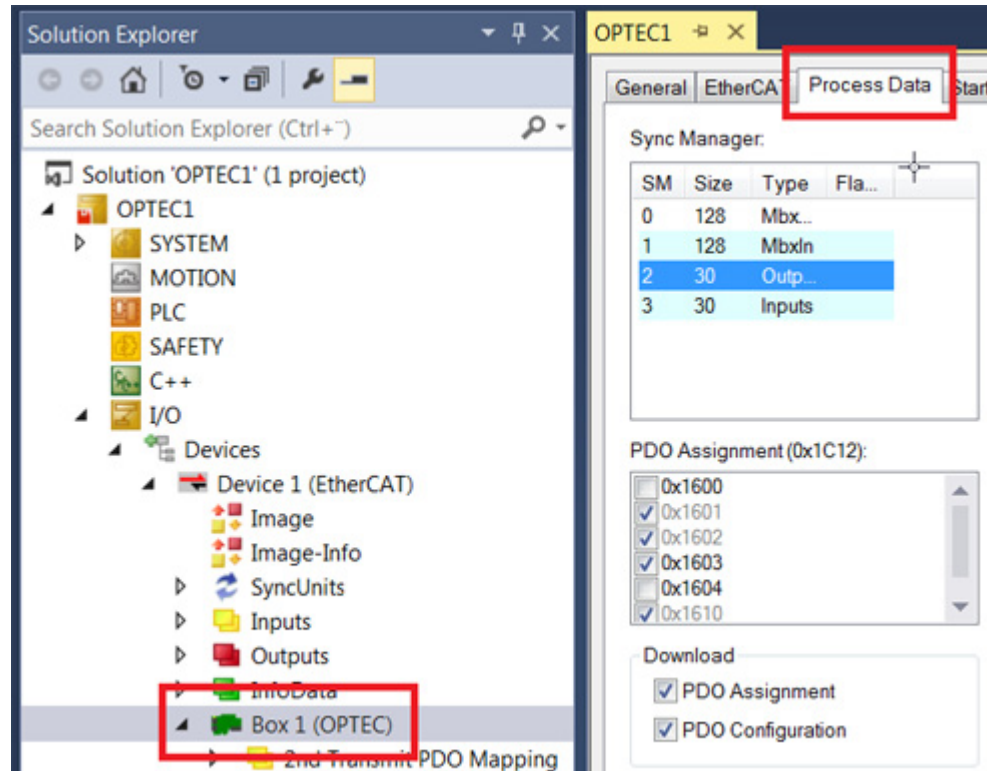 Solution Explorer
Search Solution Explorer (Ctrl+¨)
Solution 'OPTEC1' (1 project)
OPTEC1
SYSTEM
MOTION
PLC
SAFETY
C++
I/O
Devices
Device 1 (EtherCAT)
Image
Image-Info
SyncUnits
Inputs
Outputs
InfoData
Box 1 (OPTEC)
2nd Transmit PDO Mapping
OPTEC1
General EtherCAT Process Data Start
Sync Manager:
SM Size Type Fla...
0 128 Mbx...
1 128 MbxIn
2 30 Outp...
3 30 Inputs
PDO Assignment (0x1C12):
0x1600
0x1601
0x1602
0x1603
0x1604
0x1610
Download
PDO Assignment
PDO Configuration